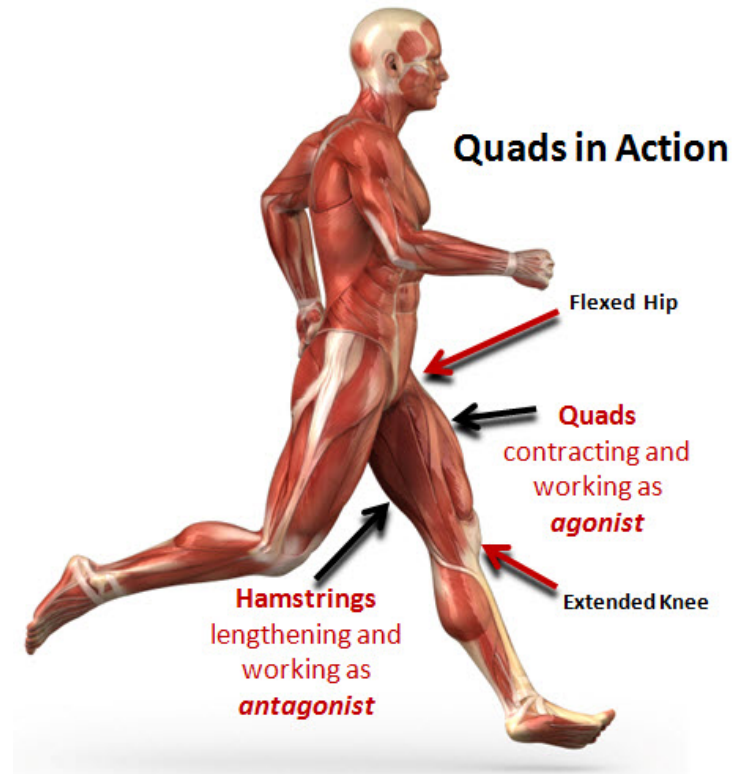 Quads in Action
Flexed Hip
Quads
contracting and
working as
agonist
Extended Knee
Hamstrings
lengthening and
working as
antagonist